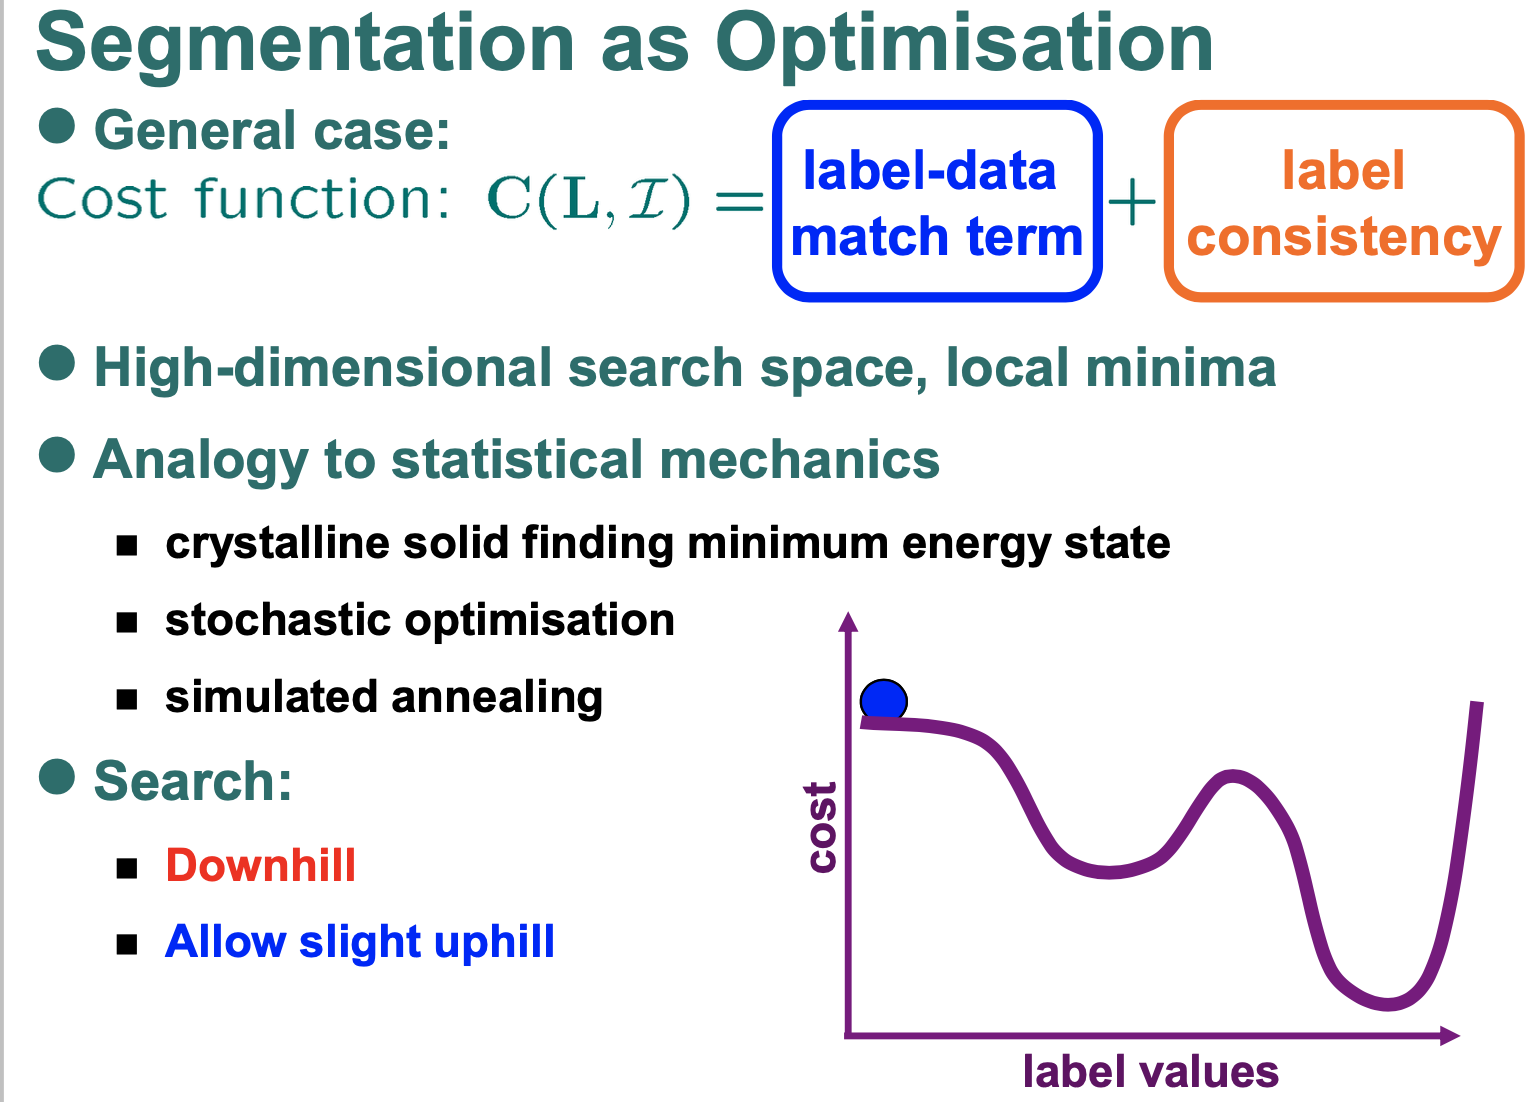 Segmentation as Optimisation
● General case:
Cost function: C(L, ℐ) = label-data match term + label consistency
● High-dimensional search space, local minima
● Analogy to statistical mechanics
■ crystalline solid finding minimum energy state
■ stochastic optimisation
■ simulated annealing
● Search:
■ Downhill
■ Allow slight uphill
cost
label values